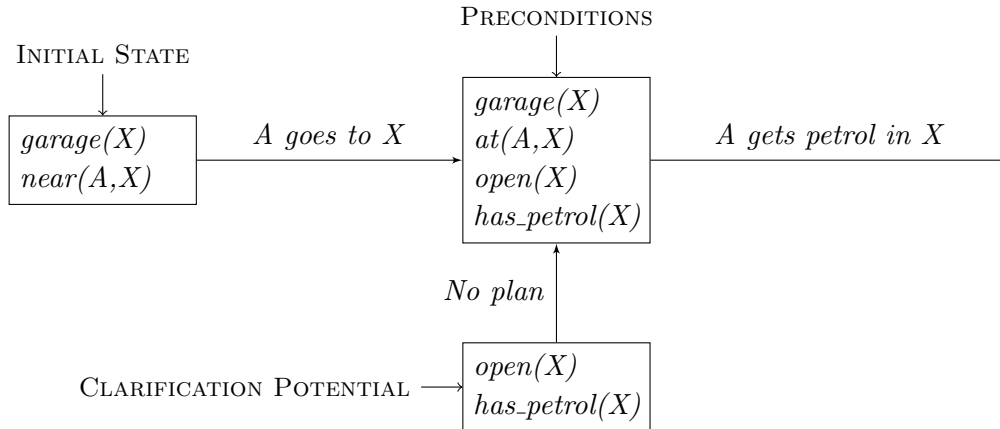 PRECONDITIONS
INITIAL STATE
garage(X)
near(A,X)
A goes to X
garage(X)
at(A,X)
open(X)
has_petrol(X)
A gets petrol in X
No plan
CLARIFICATION POTENTIAL
open(X)
has_petrol(X)